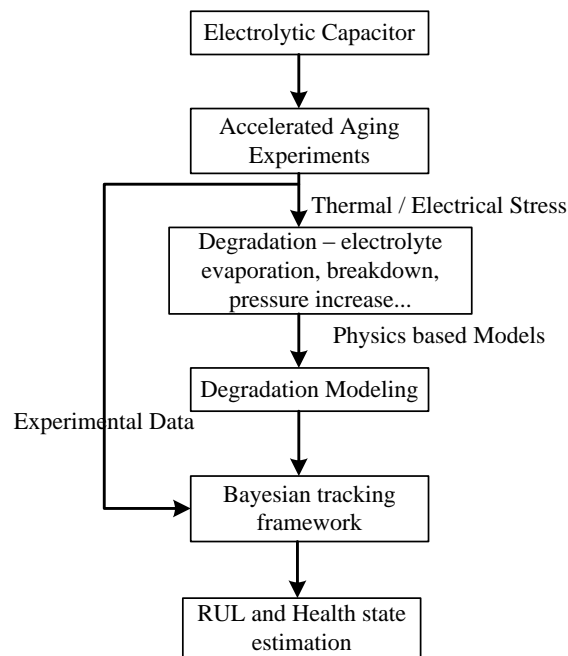 Electrolytic Capacitor
Accelerated Aging
Experiments
Thermal / Electrical Stress
Degradation – electrolyte
evaporation, breakdown,
pressure increase...
Physics based Models
Degradation Modeling
Experimental Data
Bayesian tracking
framework
RUL and Health state
estimation